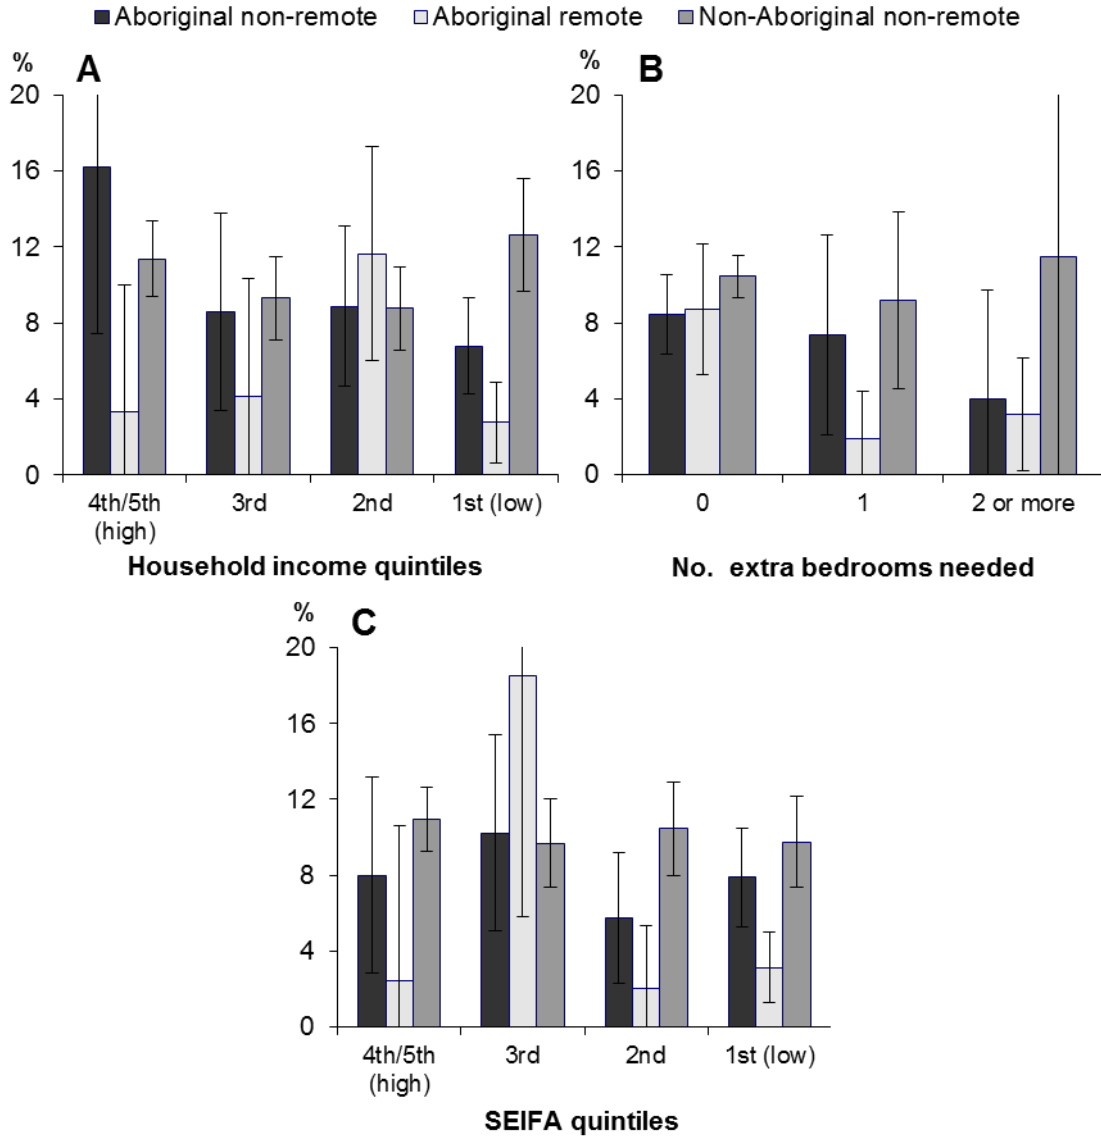 Aboriginal non-remote Aboriginal remote Non-Aboriginal non-remote
% A
20
16
12
8
4
0
4th/5th (high) 3rd 2nd 1st (low)
Household income quintiles
% B
20
16
12
8
4
0
0 1 2 or more
No. extra bedrooms needed
% C
20
16
12
8
4
0
4th/5th (high) 3rd 2nd 1st (low)
SEIFA quintiles